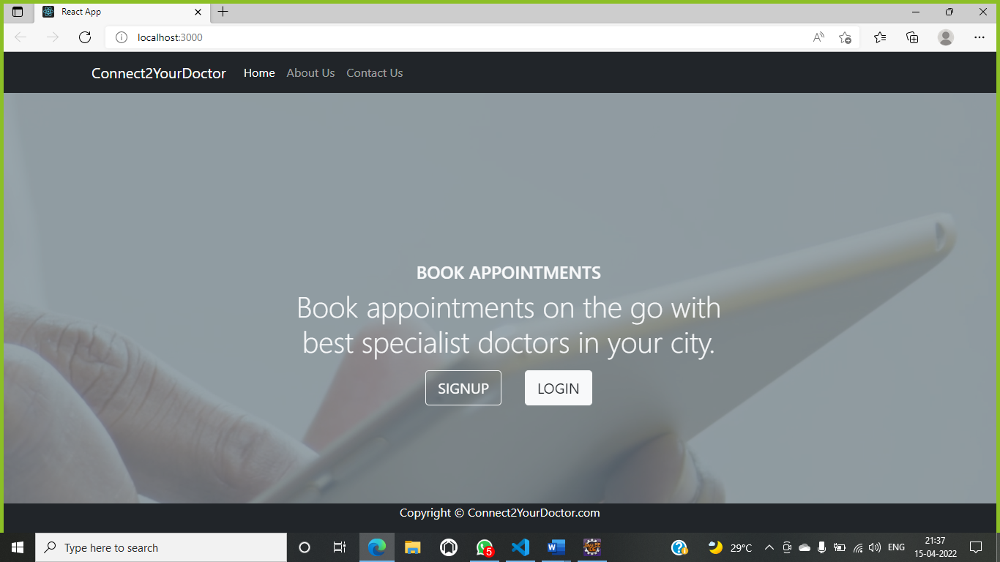 React App
localhost:3000
Connect2YourDoctor Home About Us Contact Us
BOOK APPOINTMENTS
Book appointments on the go with
best specialist doctors in your city.
SIGNUP LOGIN
Copyright © Connect2YourDoctor.com
Type here to search 5 29°C ENG 21:37
15-04-2022